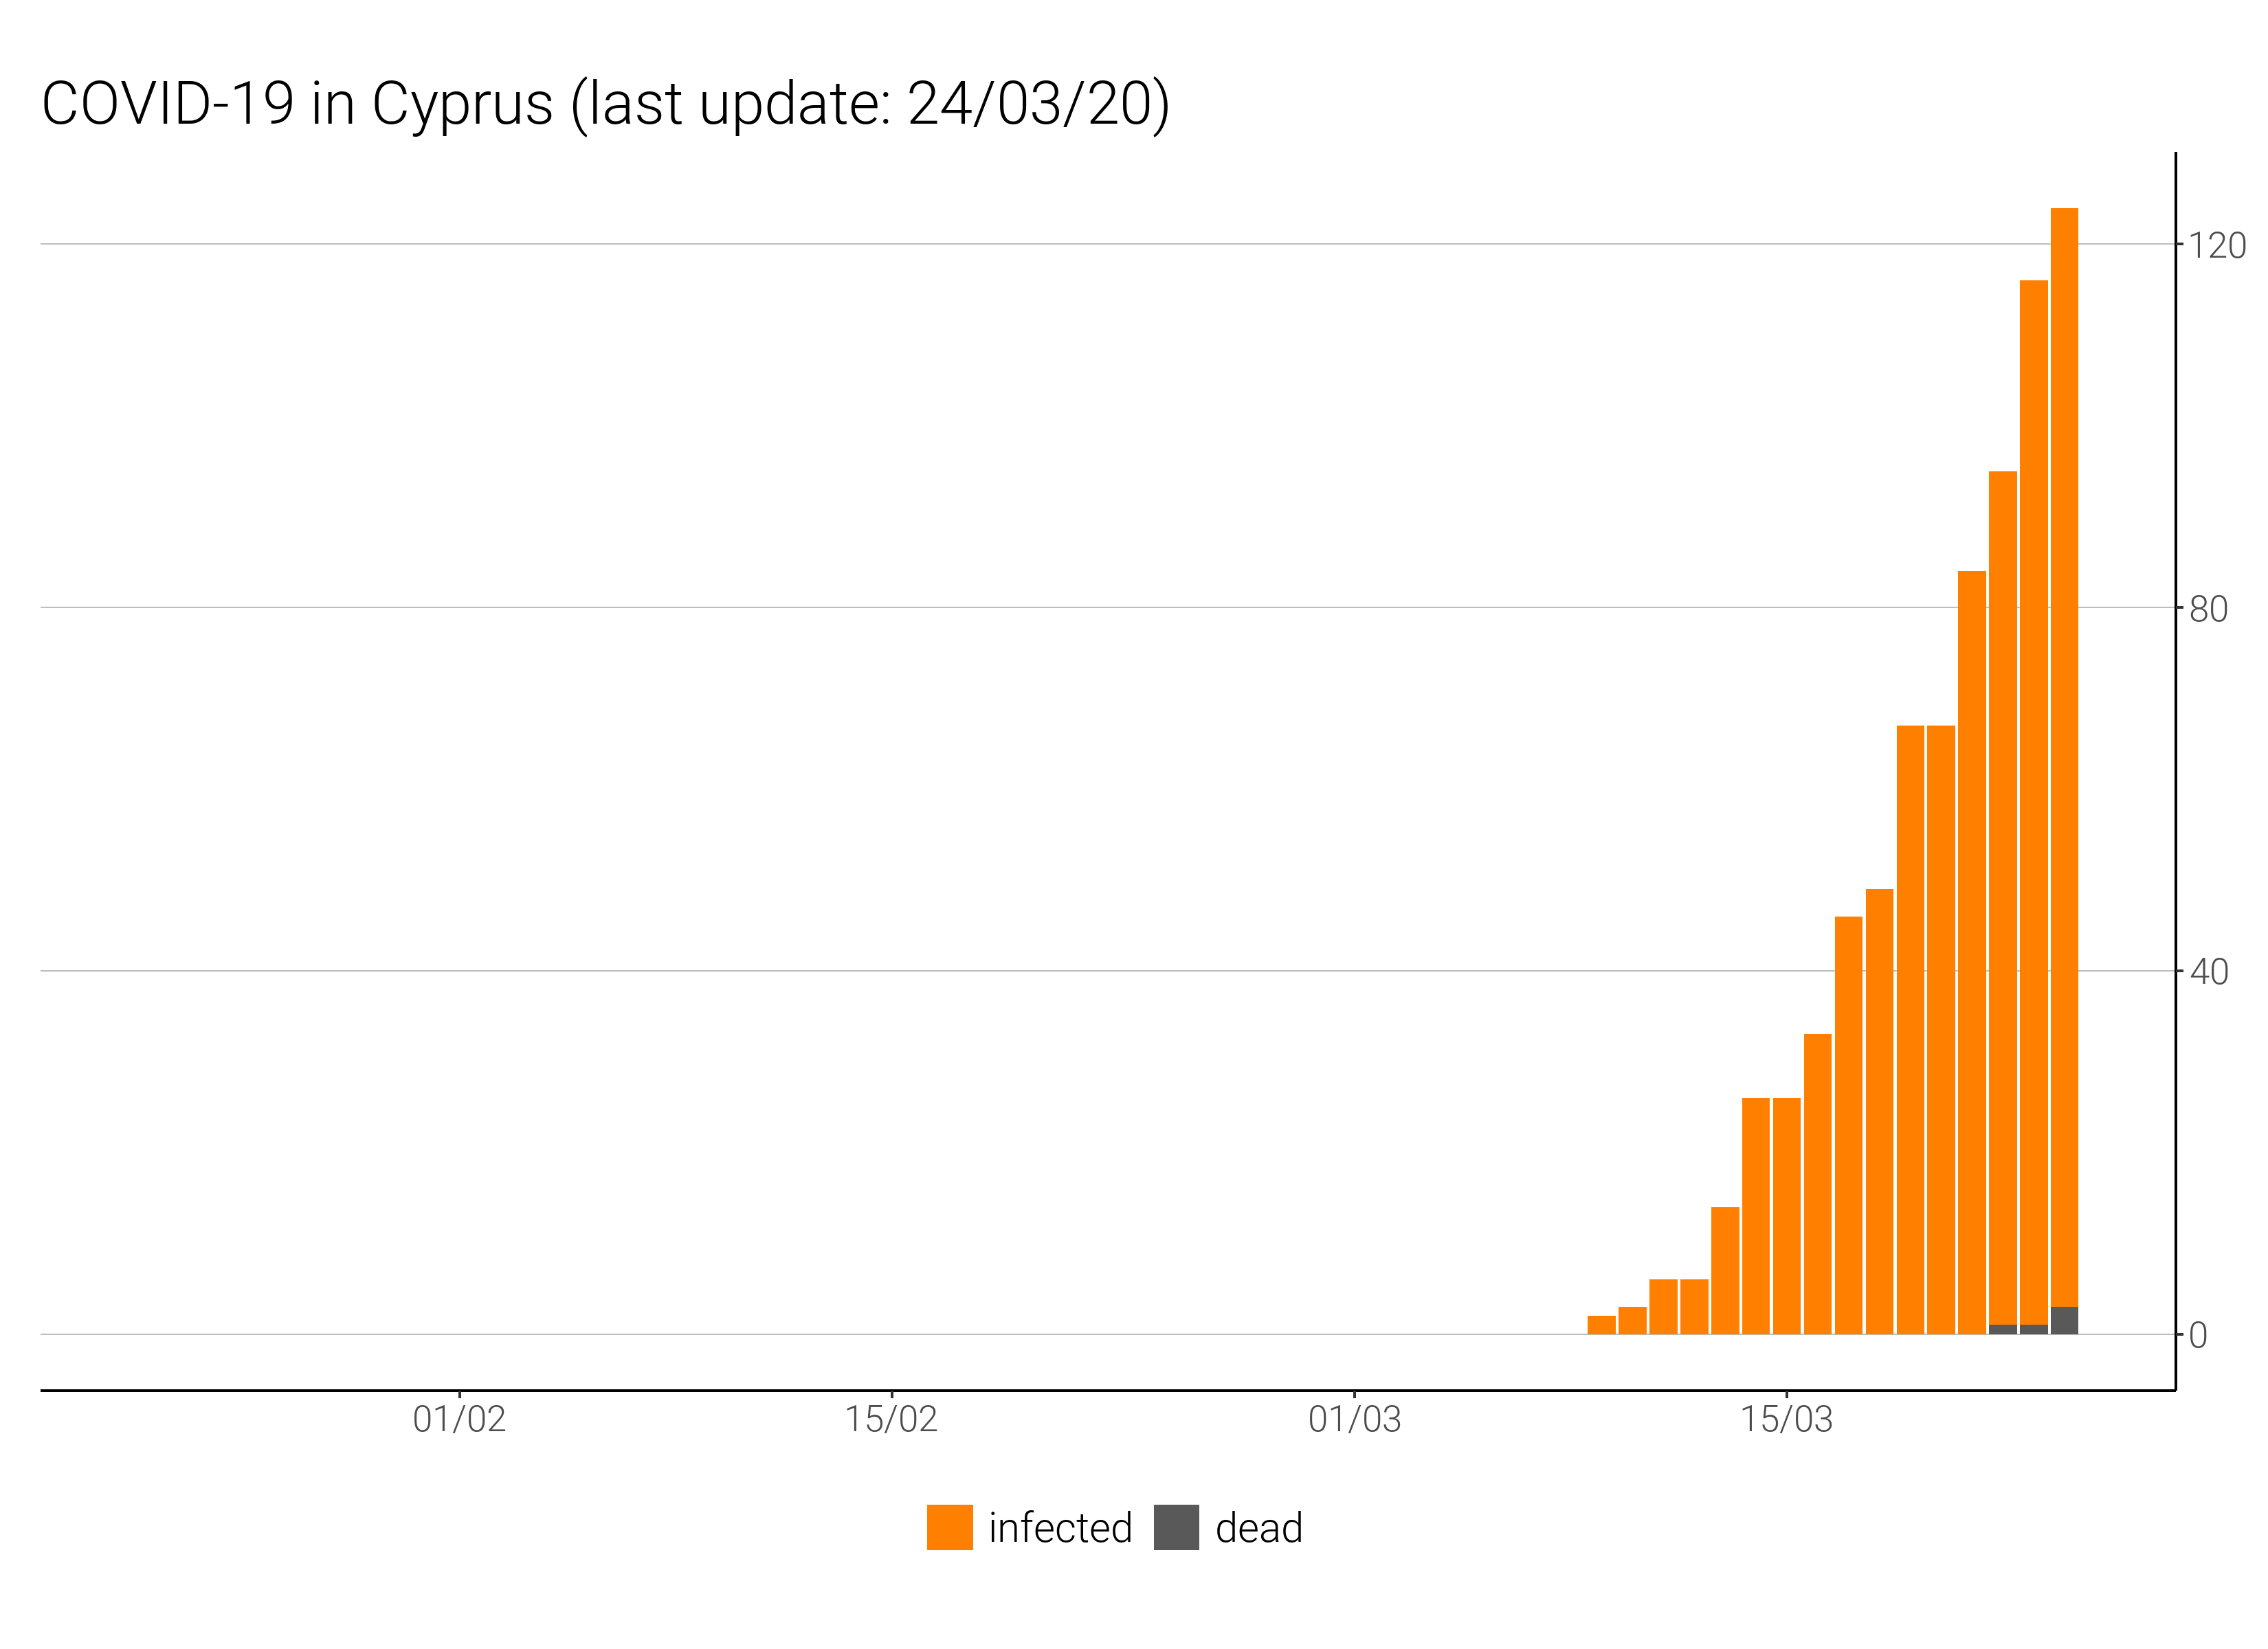 COVID-19 in Cyprus (last update: 24/03/20)
120
80
40
0
01/02 15/02 01/03 15/03
infected dead